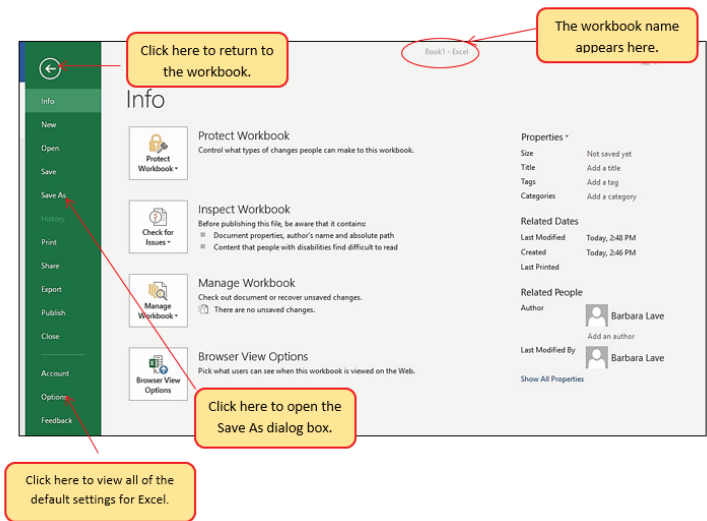 The workbook name
appears here.
Click here to return to
the workbook.
Book1 - Excel
Info
Info
New
Open
Save
Save As
History
Print
Share
Export
Publish
Close
Account
Options
Feedback
Protect
Workbook
Protect Workbook
Control what types of changes people can make to this workbook.
Check for
Issues
Inspect Workbook
Before publishing this file, be aware that it contains:
Document properties, author's name and absolute path
Content that people with disabilities find difficult to read
Manage
Workbook
Manage Workbook
Check out document or recover unsaved changes.
There are no unsaved changes.
Browser View
Options
Browser View Options
Pick what users can see when this workbook is viewed on the Web.
Properties
Size Not saved yet
Title Add a title
Tags Add a tag
Categories Add a category
Related Dates
Last Modified Today, 2:48 PM
Created Today, 2:46 PM
Last Printed
Related People
Author Barbara Lave
Add an author
Last Modified By Barbara Lave
Show All Properties
Click here to open the
Save As dialog box.
Click here to view all of the
default settings for Excel.